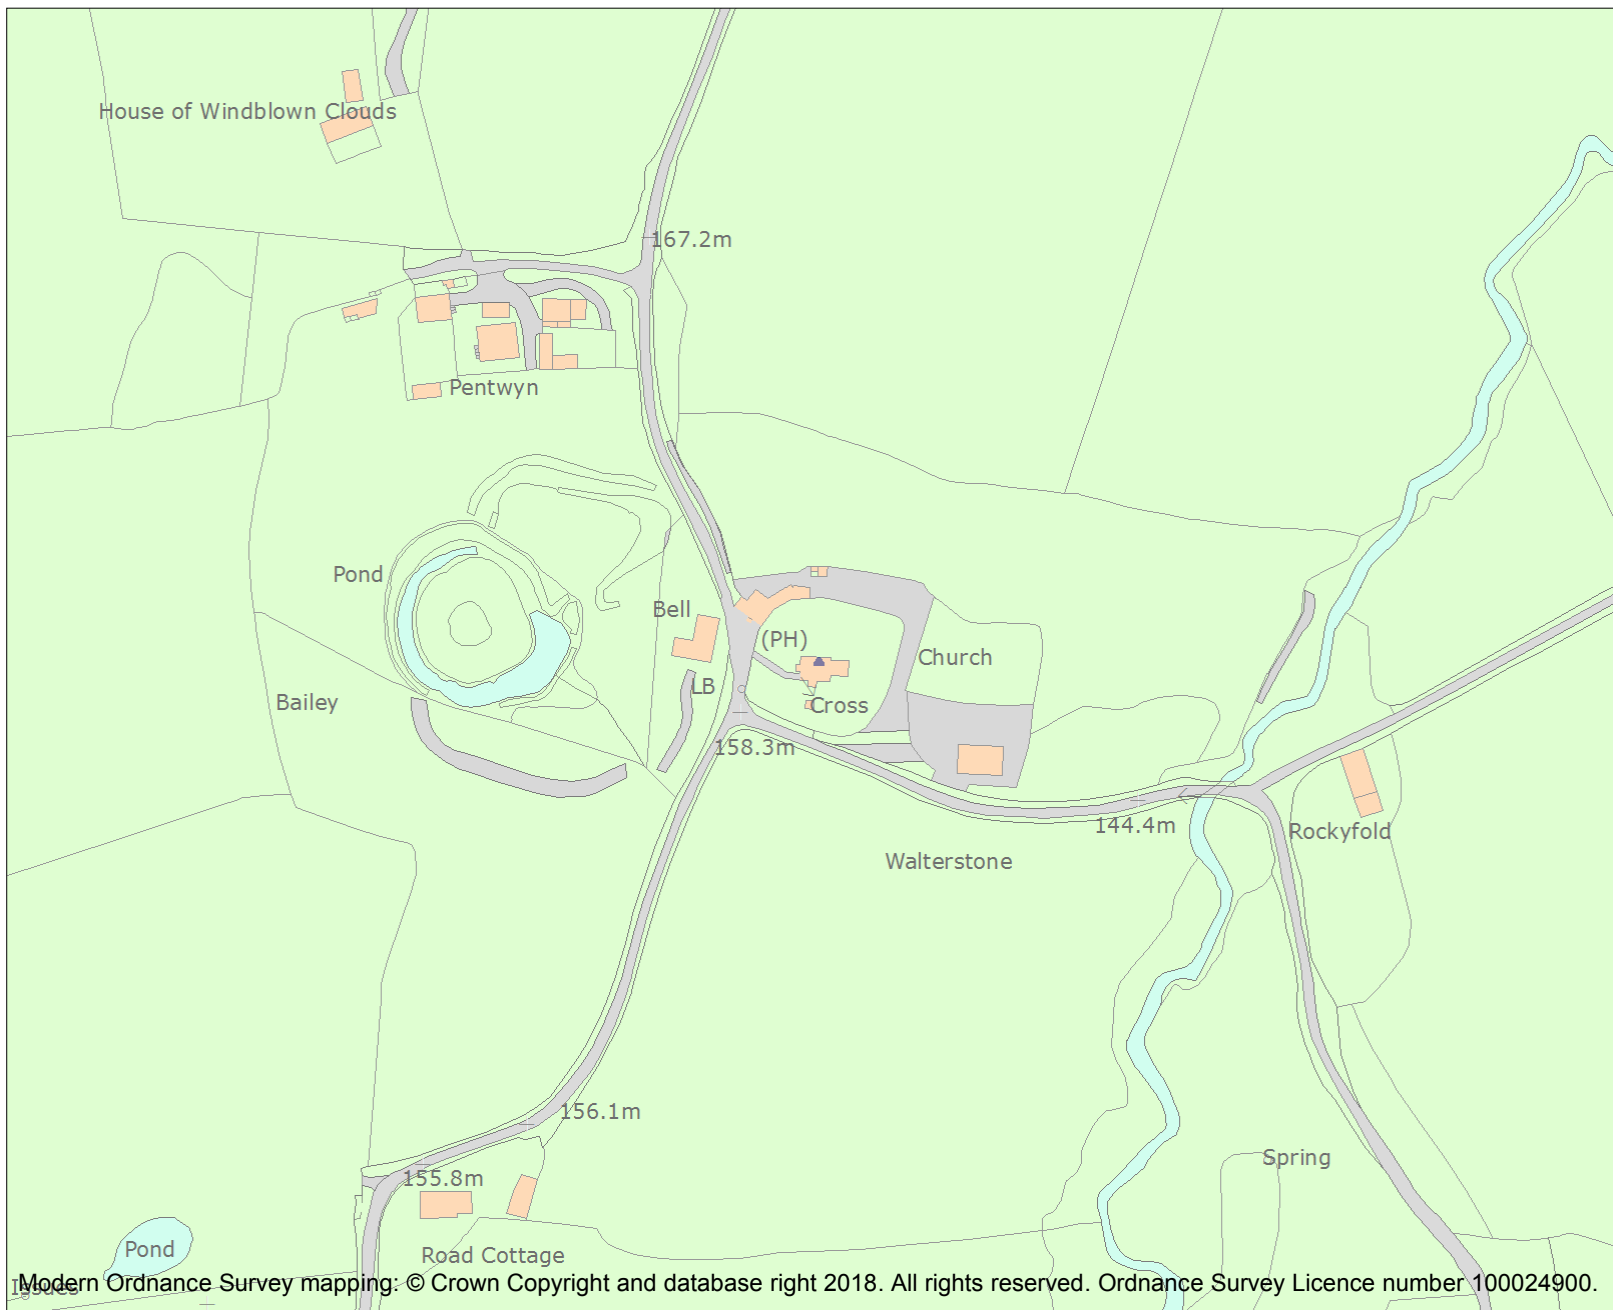 House of Windblown Clouds
167.2m
Pentwyn
Pond
Bell
(PH)
Church
LB
Cross
Bailey
158.3m
144.4m
Rockyfold
Walterstone
156.1m
Spring
155.8m
Pond
Road Cottage
Issues
Modern Ordnance Survey mapping: © Crown Copyright and database right 2018. All rights reserved. Ordnance Survey Licence number 100024900.